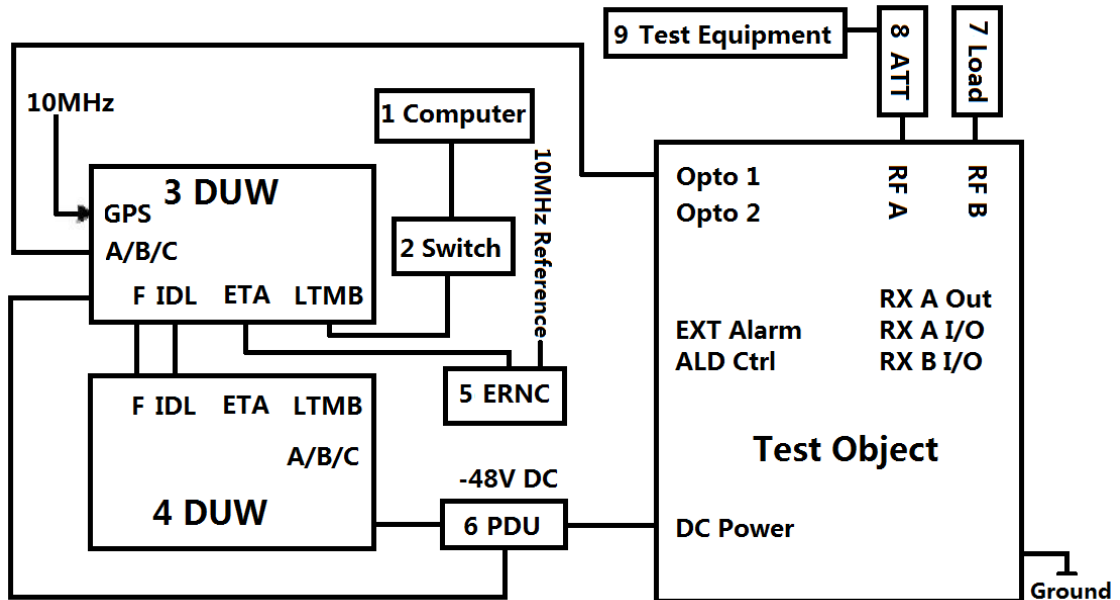 9 Test Equipment
8 ATT
7 Load
10MHz
1 Computer
10MHz Reference
3 DUW
GPS
A/B/C
2 Switch
F IDL ETA LTMB
Opto 1
Opto 2
RF A
RF B
RX A Out
EXT Alarm
RX A I/O
ALD Ctrl
RX B I/O
5 ERNC
F IDL ETA LTMB
A/B/C
4 DUW
Test Object
-48V DC
6 PDU
DC Power
Ground